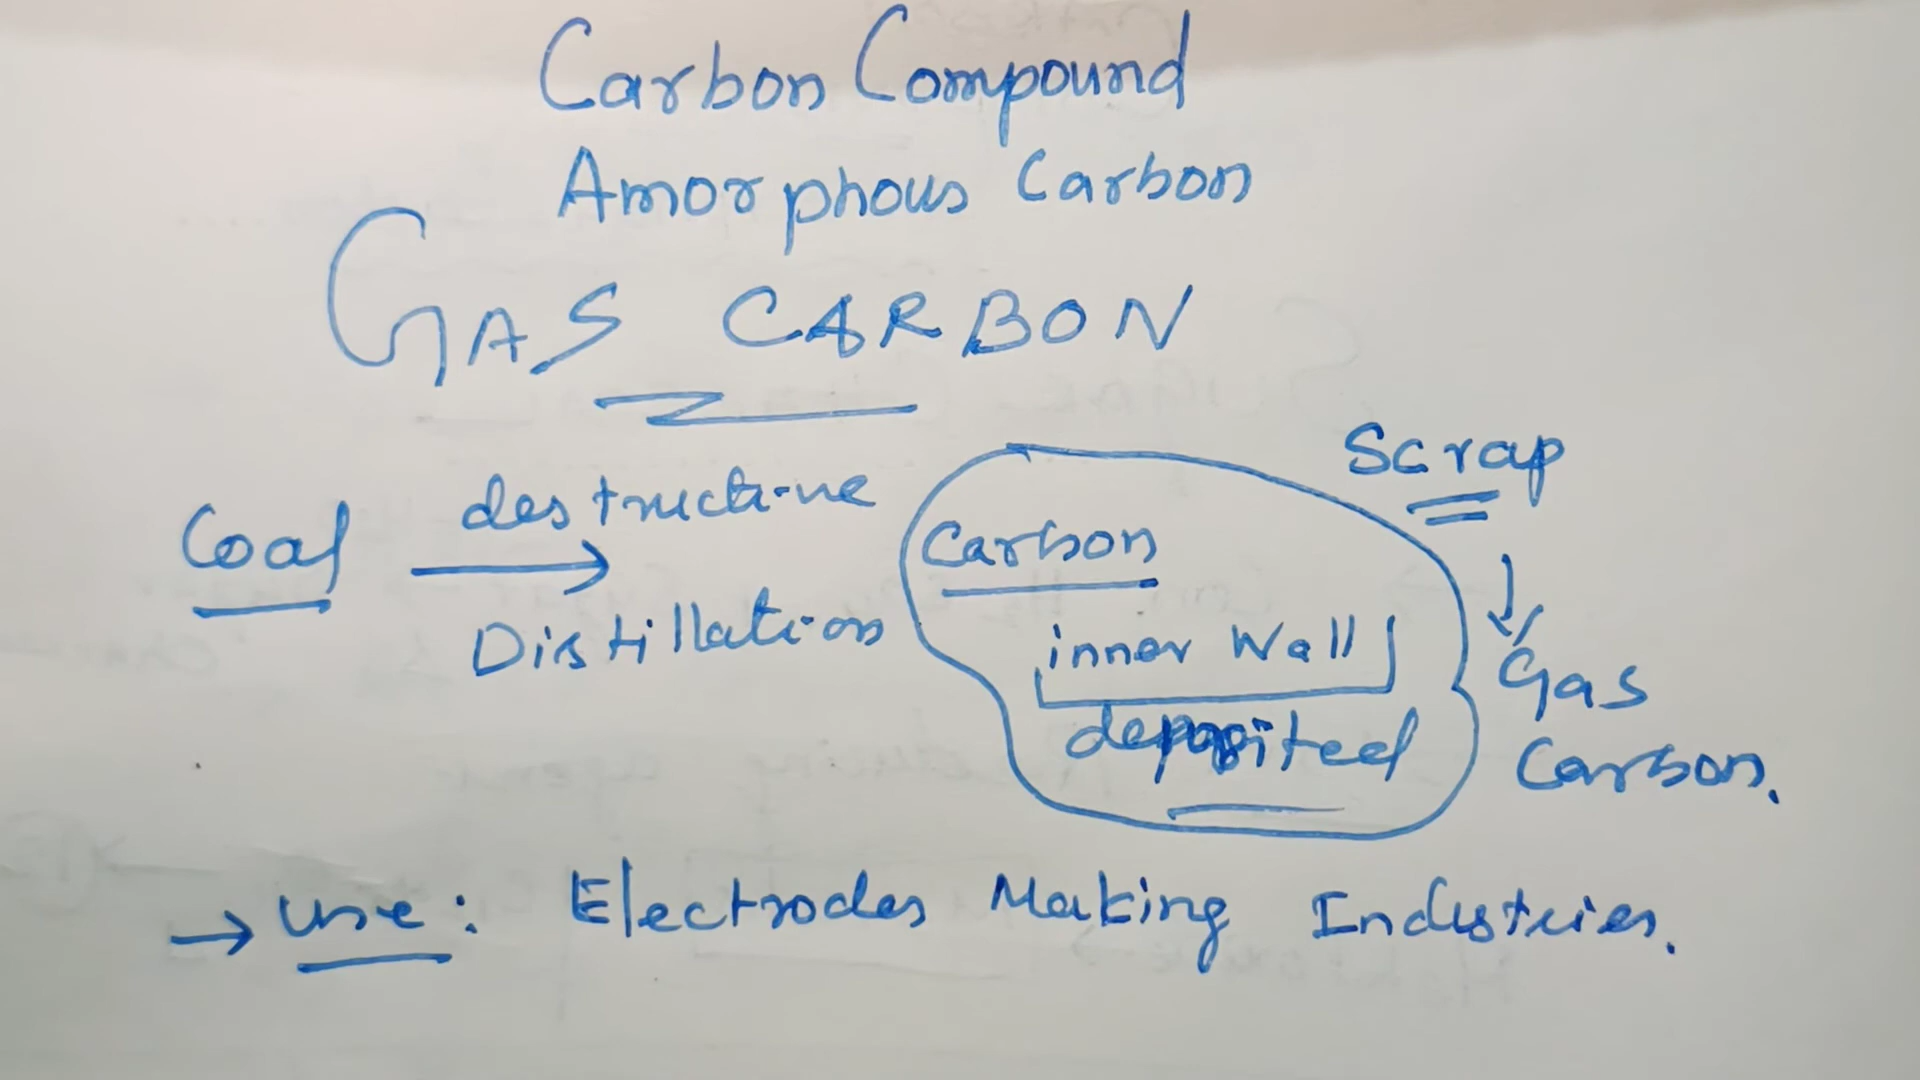 Carbon Compound
Amorphous Carbon
GAS CARBON
Coal → destructive Distillation
Carbon
inner Wall
deposited
Scrap
↓
Gas
Carbon.
→ Use: Electrodes Making Industries.